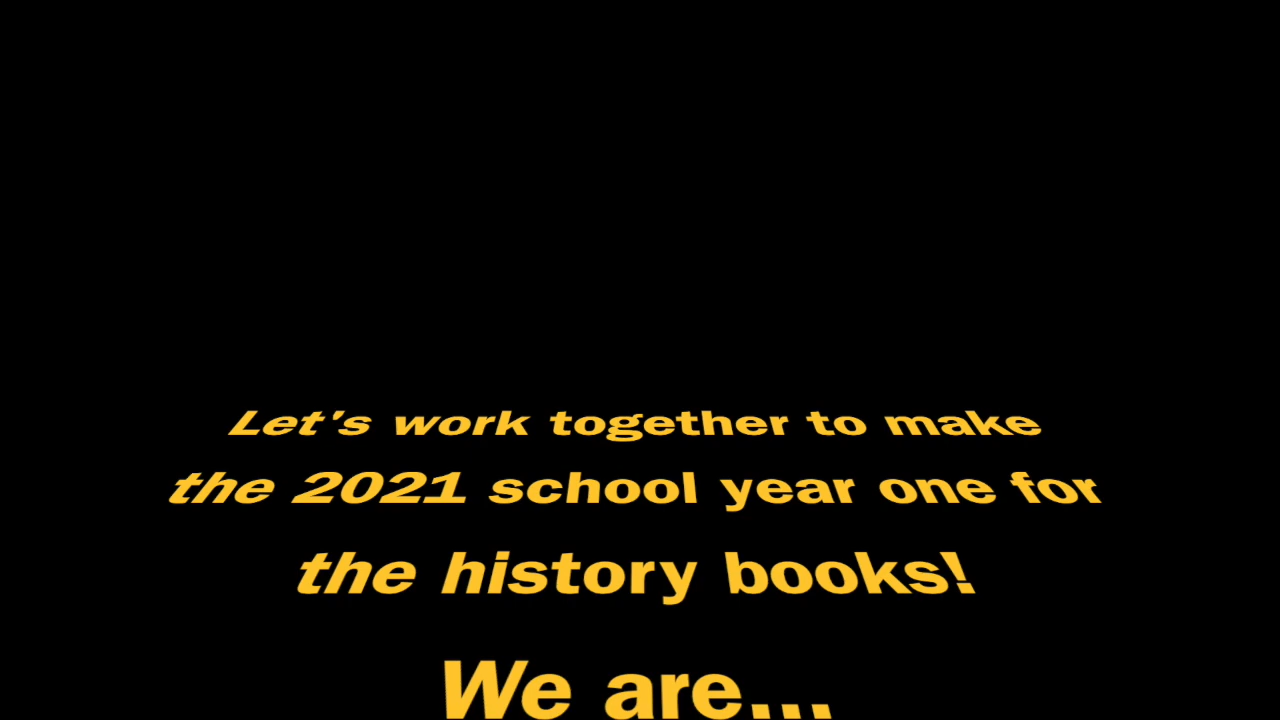 Let's work together to make
the 2021 school year one for
the history books!
We are...